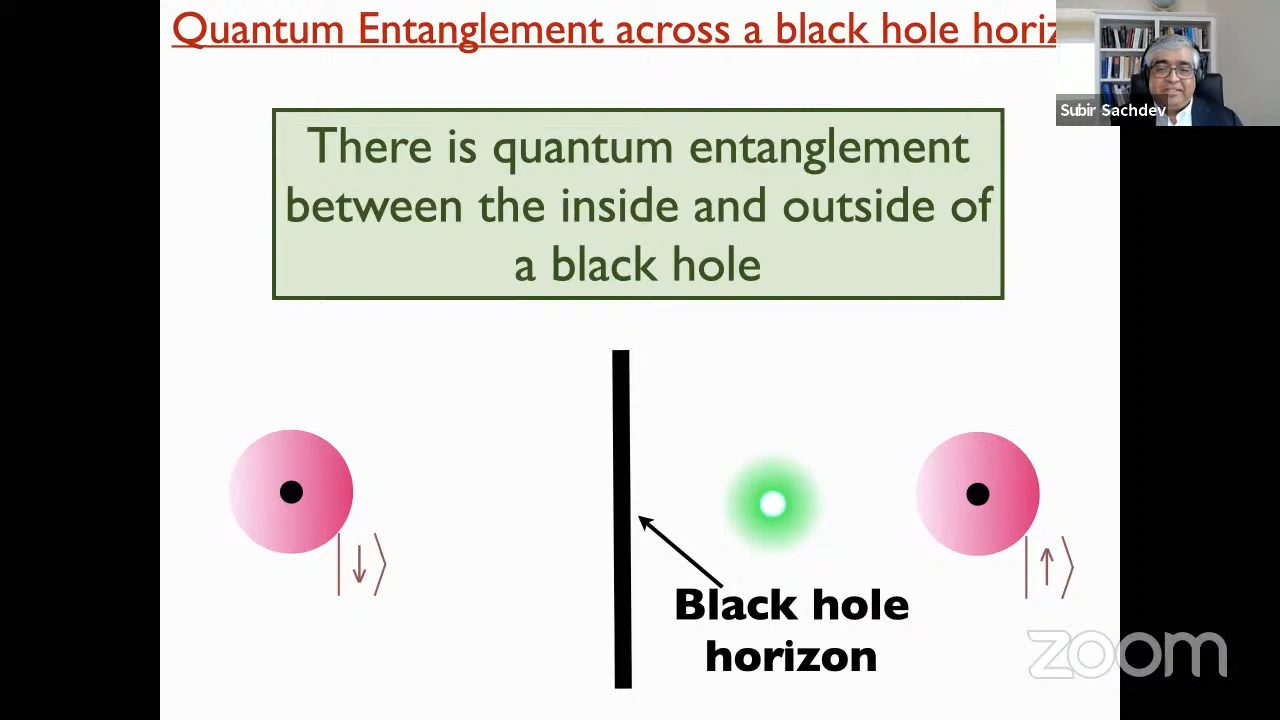 Quantum Entanglement across a black hole horiz
Subir Sachdev
There is quantum entanglement
between the inside and outside of
a black hole
|↓⟩
|↑⟩
Black hole
horizon
zoom